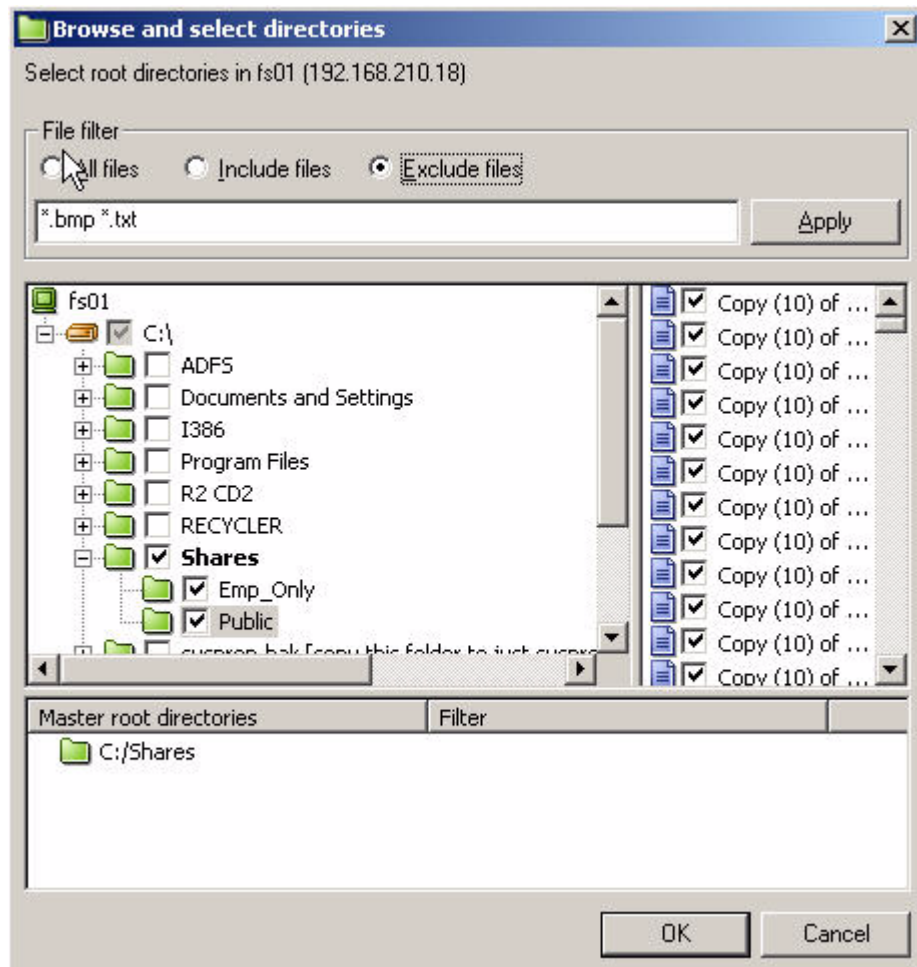 Browse and select directories
Select root directories in fs01 (192.168.210.18)
File filter
All files Include files Exclude files
*.bmp *.txt Apply
fs01
C:\
ADFS
Documents and Settings
I386
Program Files
R2 CD2
RECYCLER
Shares
Emp_Only
Public
Copy (10) of ...
Copy (10) of ...
Copy (10) of ...
Copy (10) of ...
Copy (10) of ...
Copy (10) of ...
Copy (10) of ...
Copy (10) of ...
Copy (10) of ...
Copy (10) of ...
Copy (10) of ...
Copy (10) of ...
Master root directories Filter
C:/Shares
OK Cancel